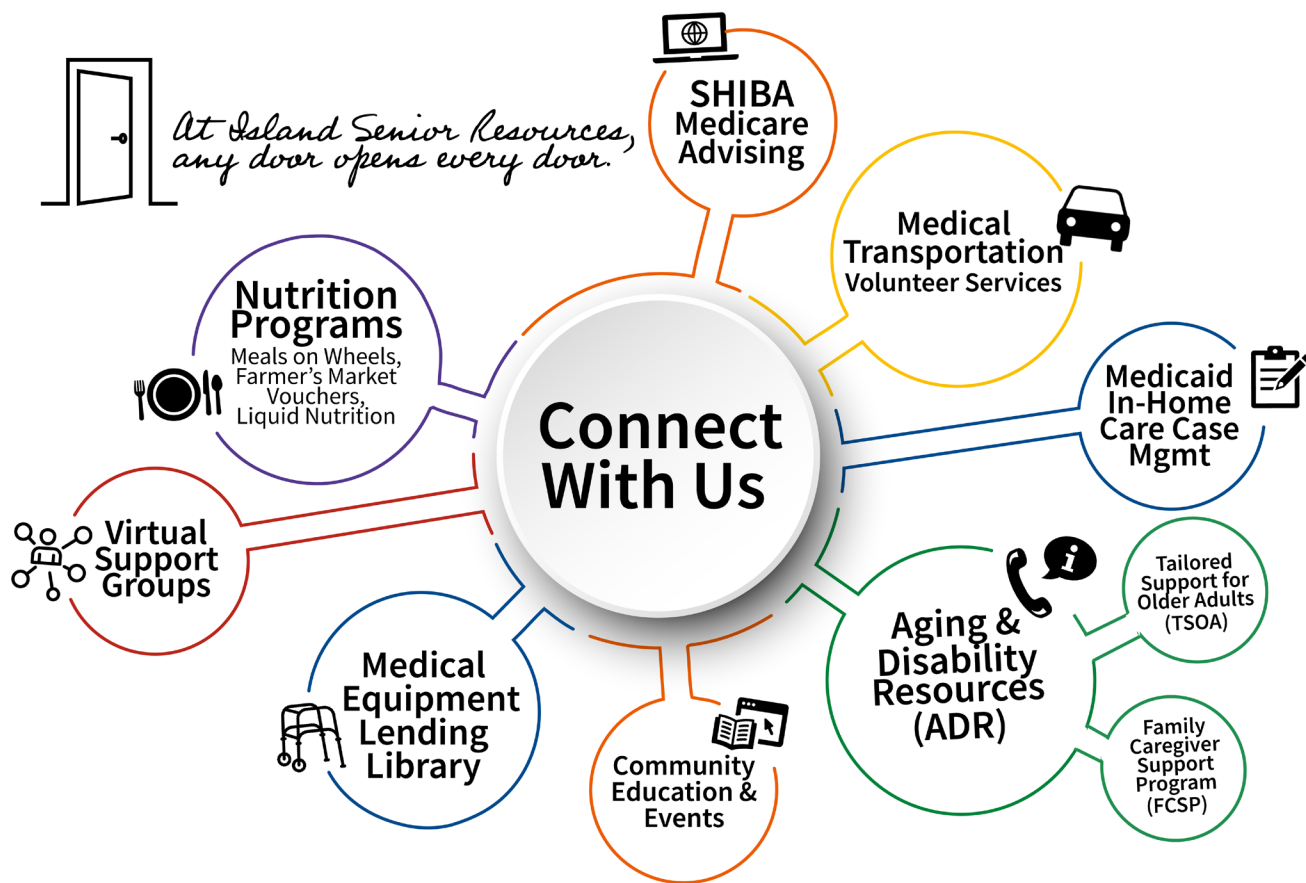 At Island Senior Resources,
any door opens every door.
SHIBA
Medicare
Advising
Medical
Transportation
Volunteer Services
Medicaid
In-Home
Care Case
Mgmt
Aging &
Disability
Resources
(ADR)
Tailored
Support for
Older Adults
(TSOA)
Family
Caregiver
Support
Program
(FCSP)
Community
Education &
Events
Medical
Equipment
Lending
Library
Virtual
Support
Groups
Nutrition
Programs
Meals on Wheels,
Farmer's Market
Vouchers,
Liquid Nutrition
Connect
With Us
i